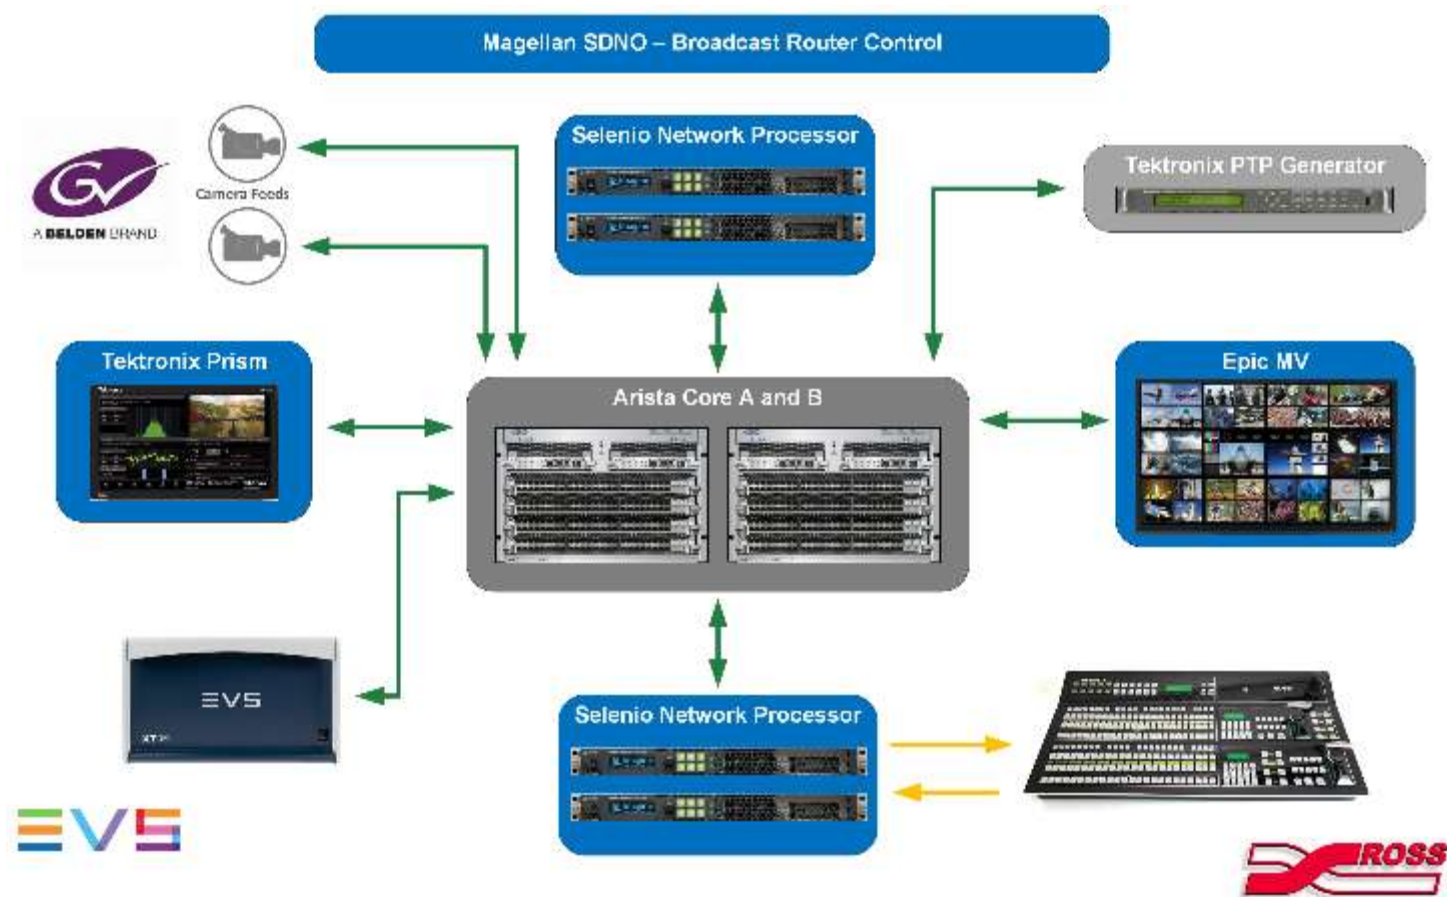 Magellan SDNO – Broadcast Router Control
Selenio Network Processor
Tektronix PTP Generator
GV
A BELDEN BRAND
Camera Feeds
Tektronix Prism
Arista Core A and B
Epic MV
EVS
Selenio Network Processor
EVS
ROSS